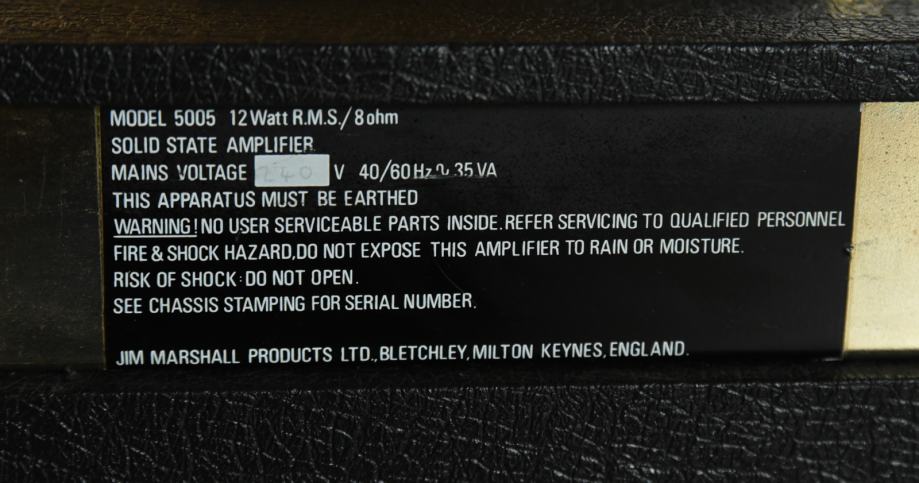 MODEL 5005 12 Watt R.M.S./8 ohm
SOLID STATE AMPLIFIER
MAINS VOLTAGE 240 V 40/60 Hz ∿ 35 VA
THIS APPARATUS MUST BE EARTHED
WARNING! NO USER SERVICEABLE PARTS INSIDE. REFER SERVICING TO QUALIFIED PERSONNEL
FIRE & SHOCK HAZARD, DO NOT EXPOSE THIS AMPLIFIER TO RAIN OR MOISTURE.
RISK OF SHOCK: DO NOT OPEN.
SEE CHASSIS STAMPING FOR SERIAL NUMBER.
JIM MARSHALL PRODUCTS LTD., BLETCHLEY, MILTON KEYNES, ENGLAND.